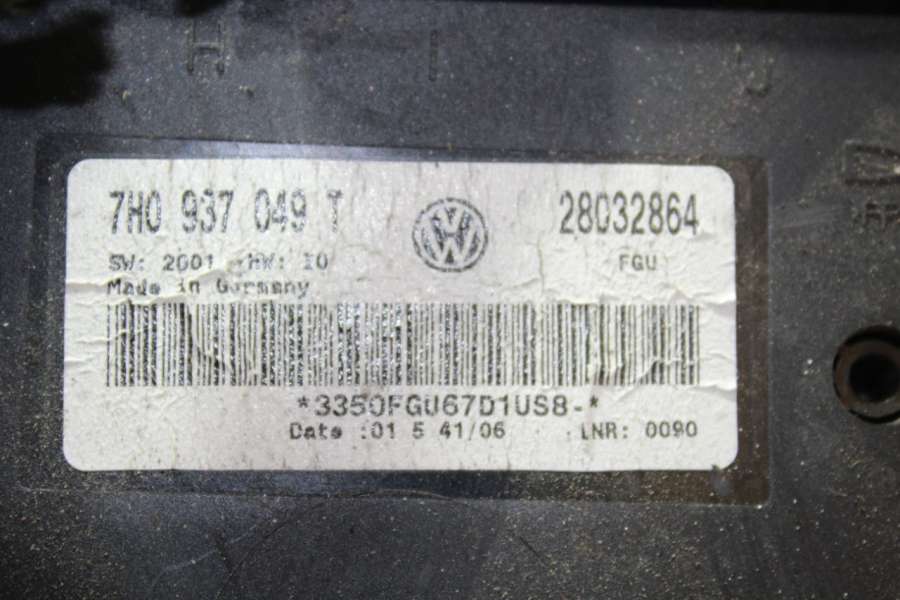 H I J
7H0 937 049 T
28032864
SW: 2001 HW: I0
FGU
Made in Germany
*3350FGU67D1US8-*
Date :01 5 41/06 LNR: 0090